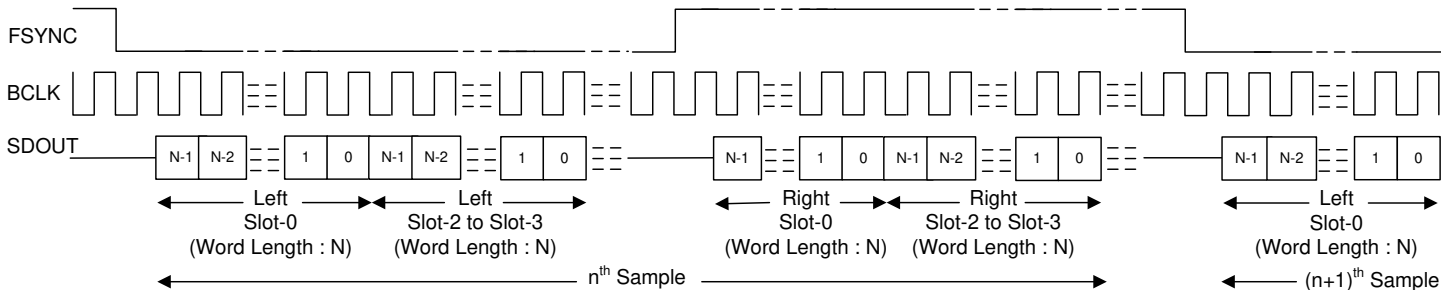 FSYNC
BCLK
SDOUT
N-1 N-2 1 0 N-1 N-2 1 0 N-1 1 0 N-1 N-2 1 0 N-1 N-2 1 0
Left Left Right Right Left
Slot-0 Slot-2 to Slot-3 Slot-0 Slot-2 to Slot-3 Slot-0
(Word Length : N) (Word Length : N) (Word Length : N) (Word Length : N) (Word Length : N)
nth Sample (n+1)th Sample